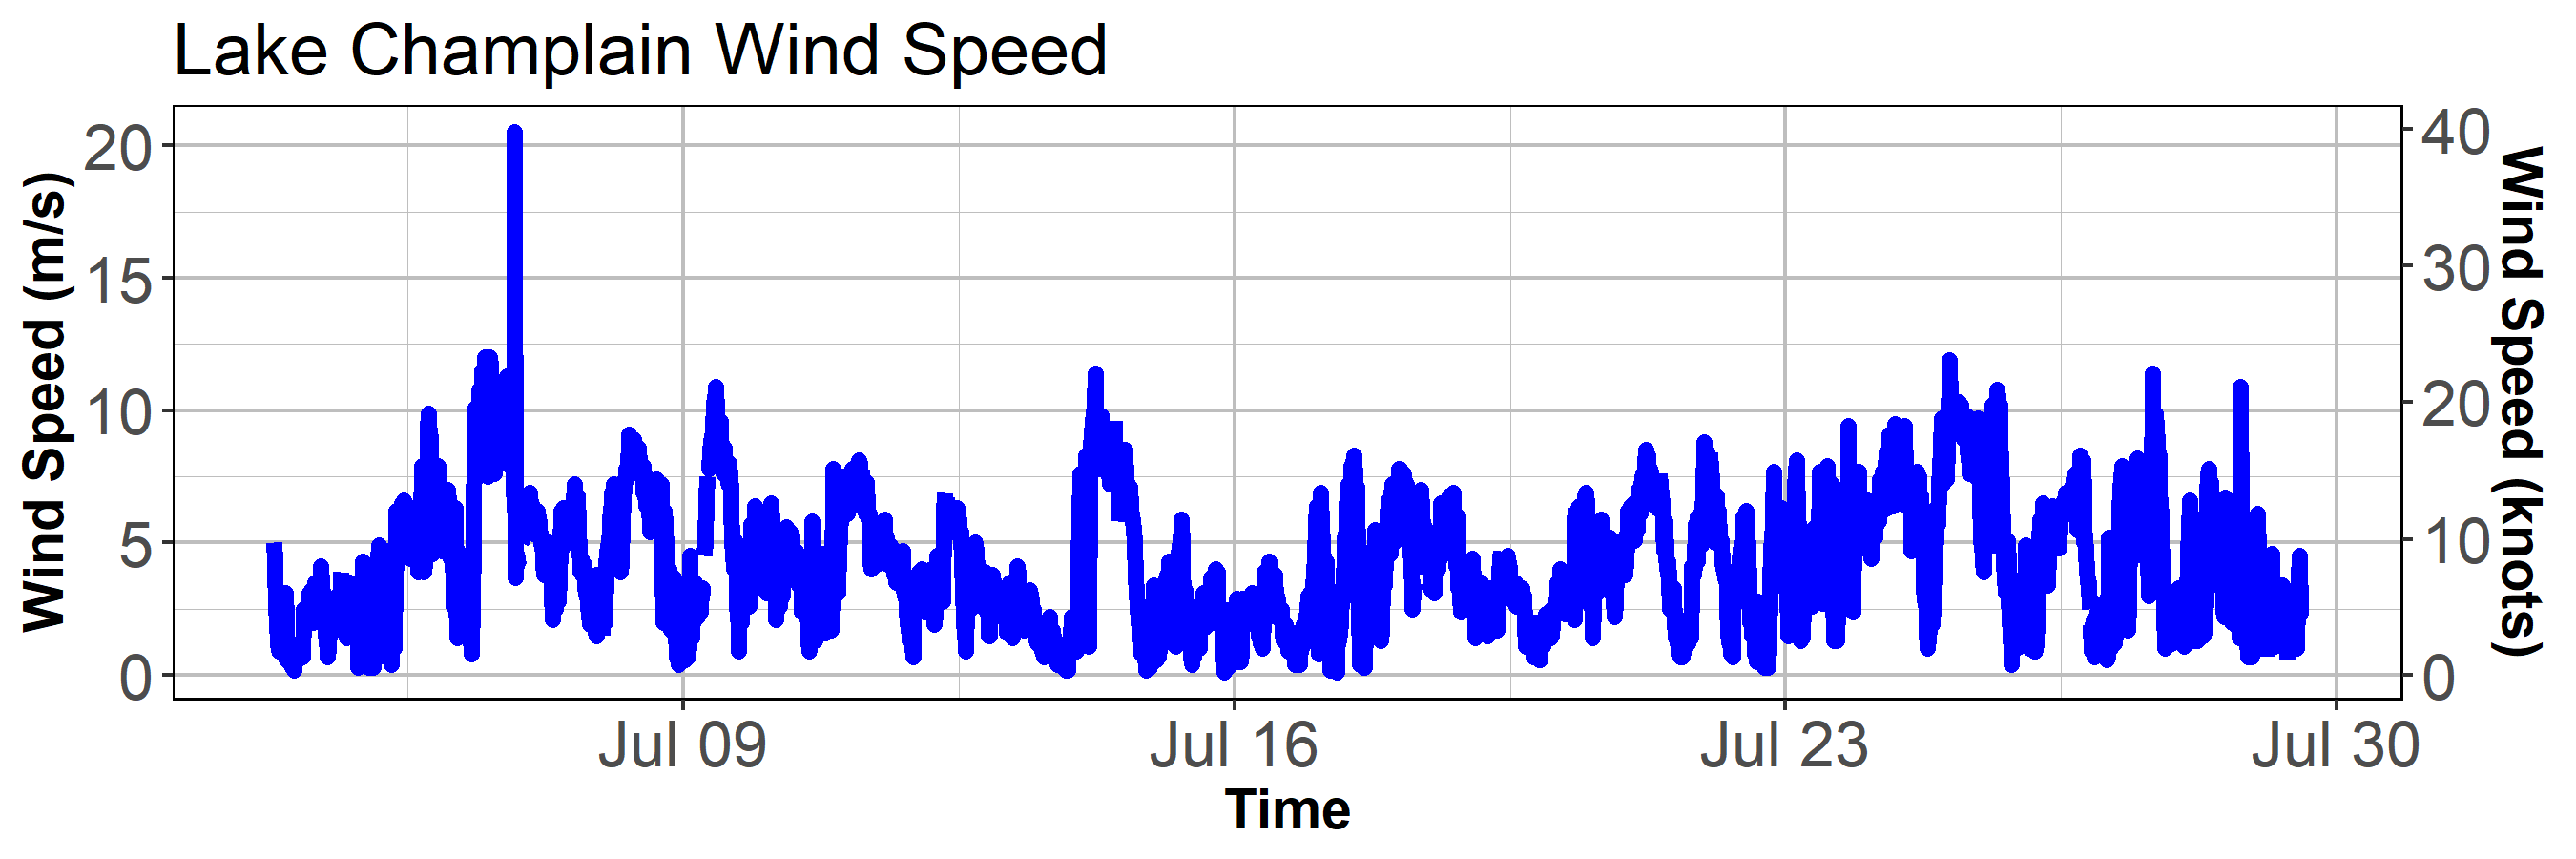 Lake Champlain Wind Speed
Wind Speed (m/s)
20
15
10
5
0
40
30
20
10
0
Wind Speed (knots)
Jul 09
Jul 16
Jul 23
Jul 30
Time